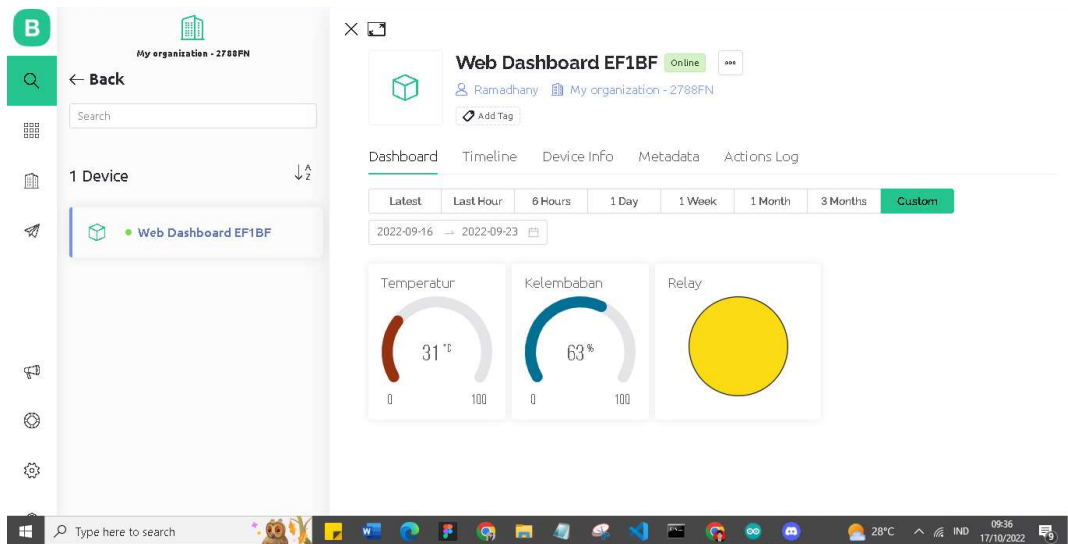 B
My organization - 2788FN
← Back
Search
1 Device
A
Z
Web Dashboard EF1BF
Web Dashboard EF1BF Online
Ramadhany My organization - 2788FN
Add Tag
Dashboard Timeline Device Info Metadata Actions Log
Latest Last Hour 6 Hours 1 Day 1 Week 1 Month 3 Months Custom
2022-09-16 → 2022-09-23
Temperatur Kelembaban Relay
31 °C 63 %
0 100 0 100
Type here to search
28°C IND 09:36
17/10/2022